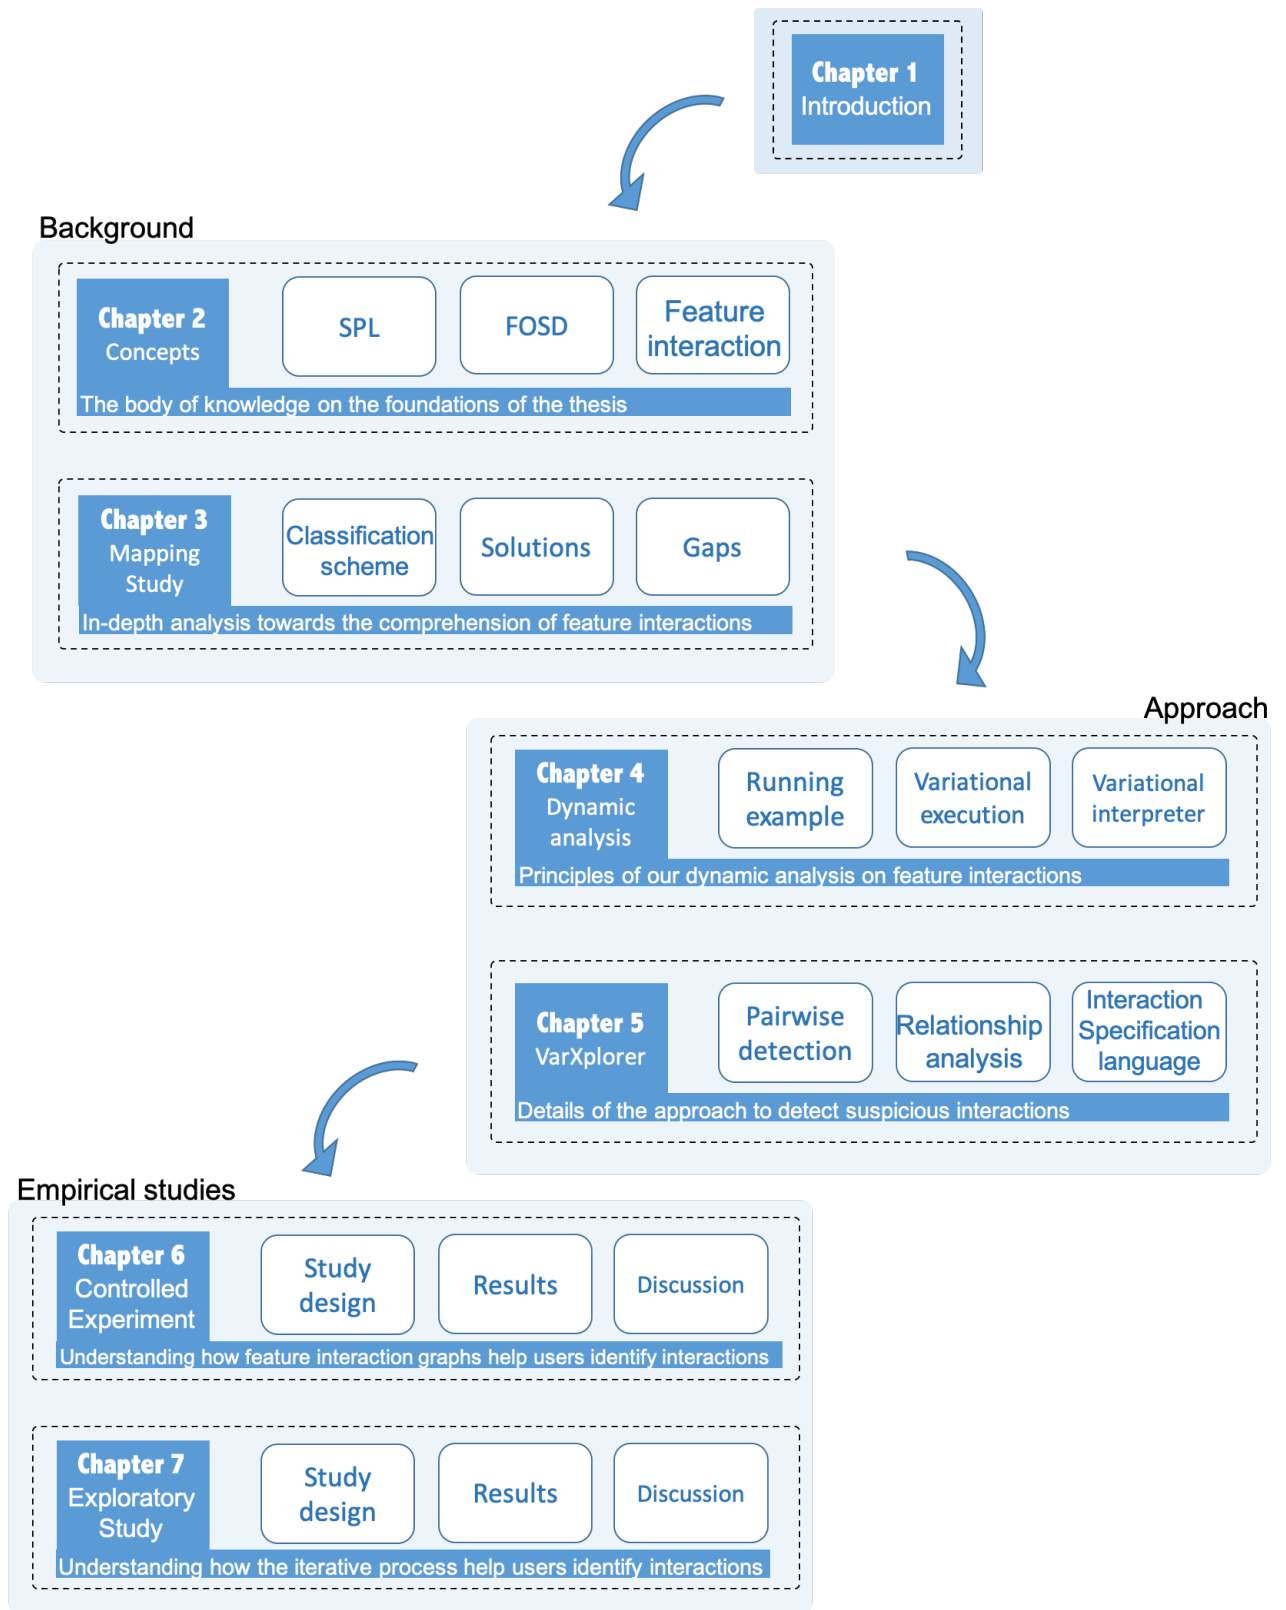 Chapter 1
Introduction
Background
Chapter 2
Concepts
SPL
FOSD
Feature
interaction
The body of knowledge on the foundations of the thesis
Chapter 3
Mapping
Study
Classification
scheme
Solutions
Gaps
In-depth analysis towards the comprehension of feature interactions
Approach
Chapter 4
Dynamic
analysis
Running
example
Variational
execution
Variational
interpreter
Principles of our dynamic analysis on feature interactions
Chapter 5
VarXplorer
Pairwise
detection
Relationship
analysis
Interaction
Specification
language
Details of the approach to detect suspicious interactions
Empirical studies
Chapter 6
Controlled
Experiment
Study
design
Results
Discussion
Understanding how feature interaction graphs help users identify interactions
Chapter 7
Exploratory
Study
Study
design
Results
Discussion
Understanding how the iterative process help users identify interactions